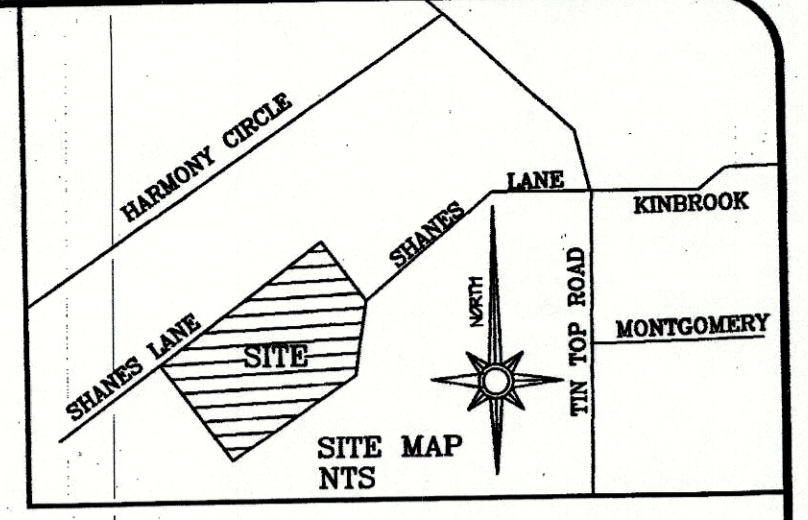 HARMONY CIRCLE
SHANES LANE
KINBROOK
NORTH
TIN TOP ROAD
MONTGOMERY
SHANES LANE
SITE
SITE MAP
NTS